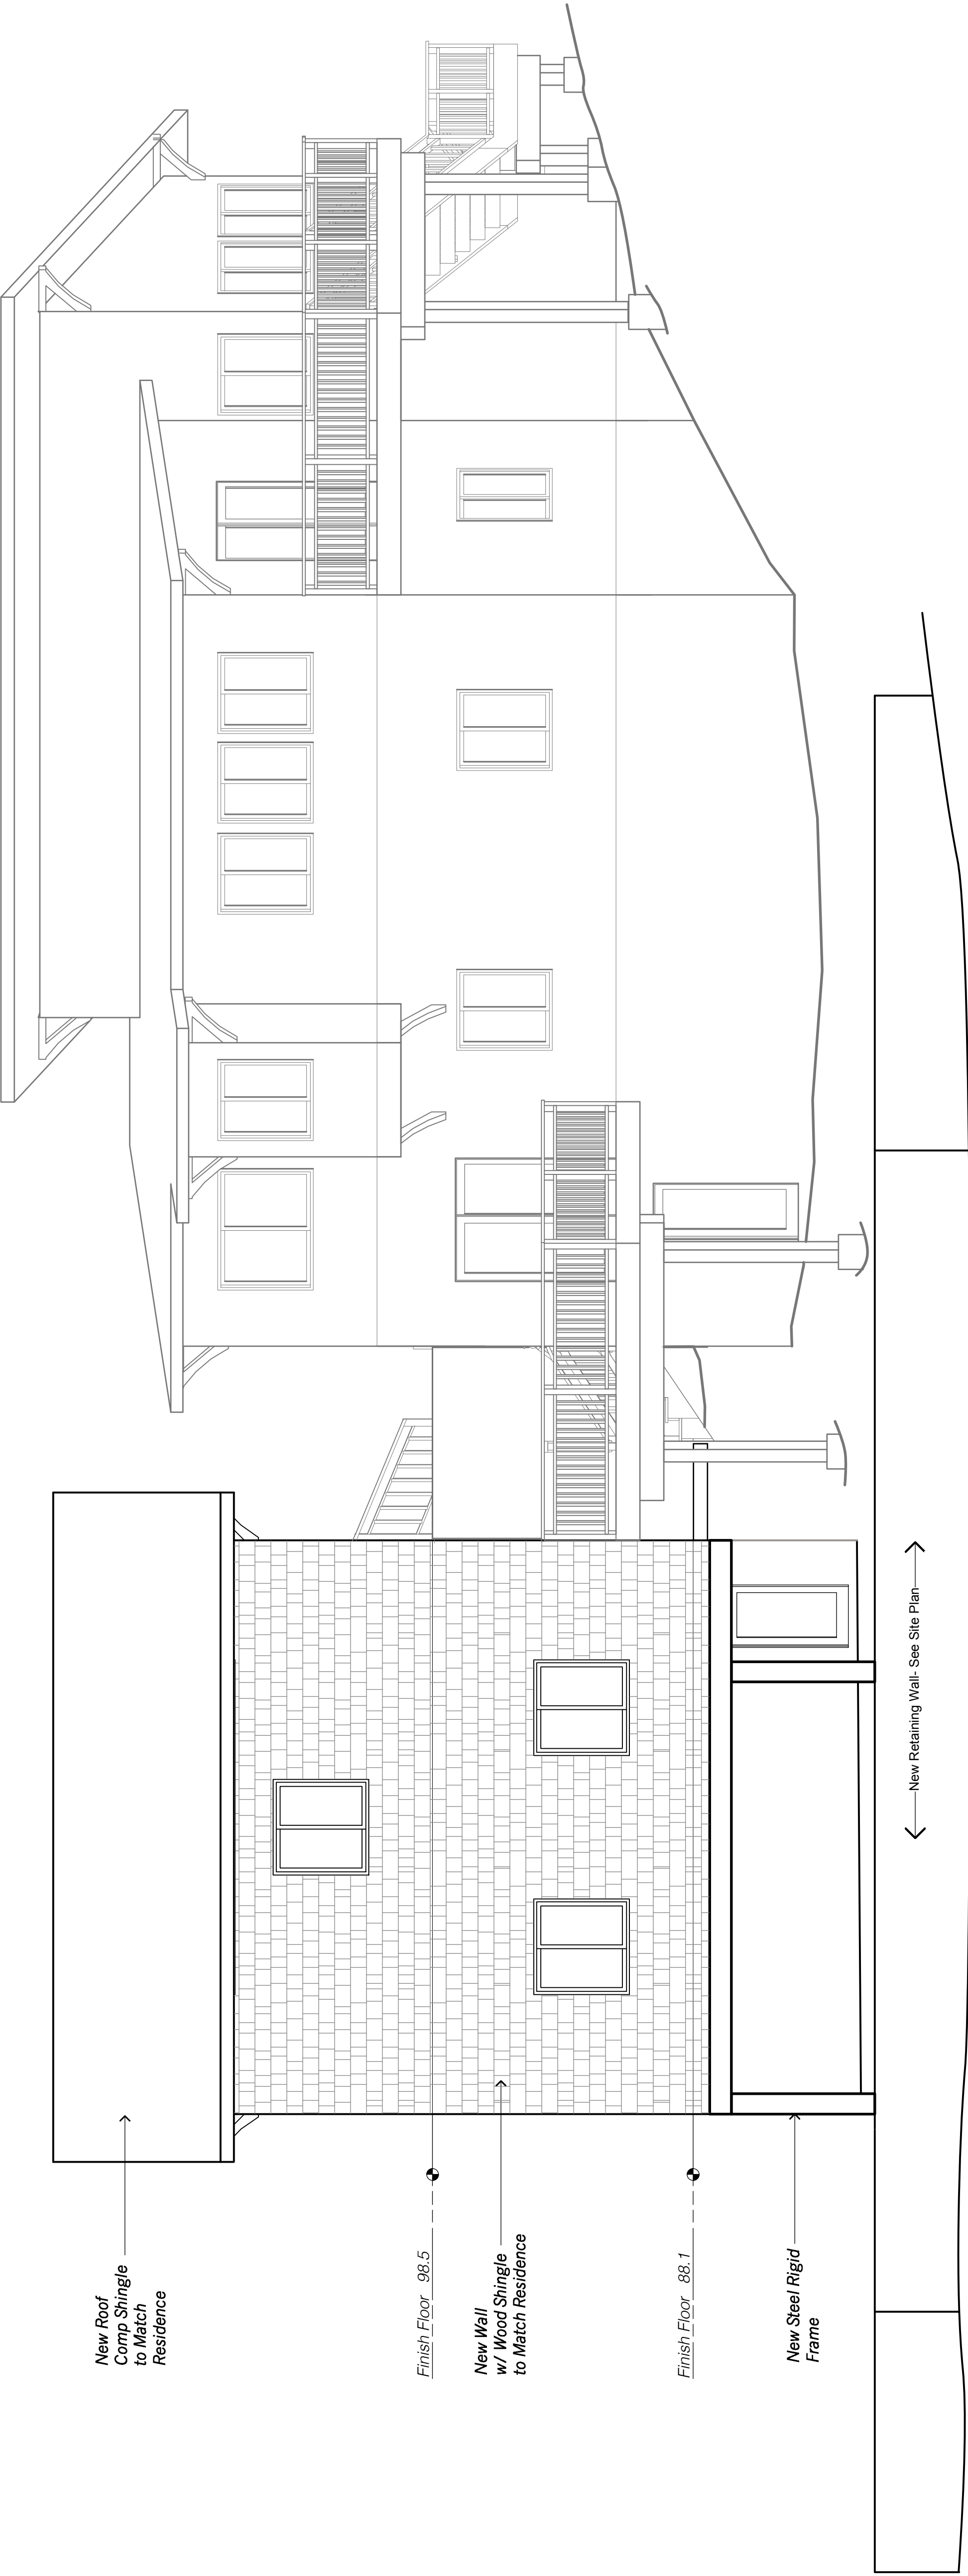 New Roof
Comp Shingle
to Match
Residence
Finish Floor 98.5
New Wall
w/ Wood Shingle
to Match Residence
Finish Floor 88.1
New Steel Rigid
Frame
New Retaining Wall- See Site Plan